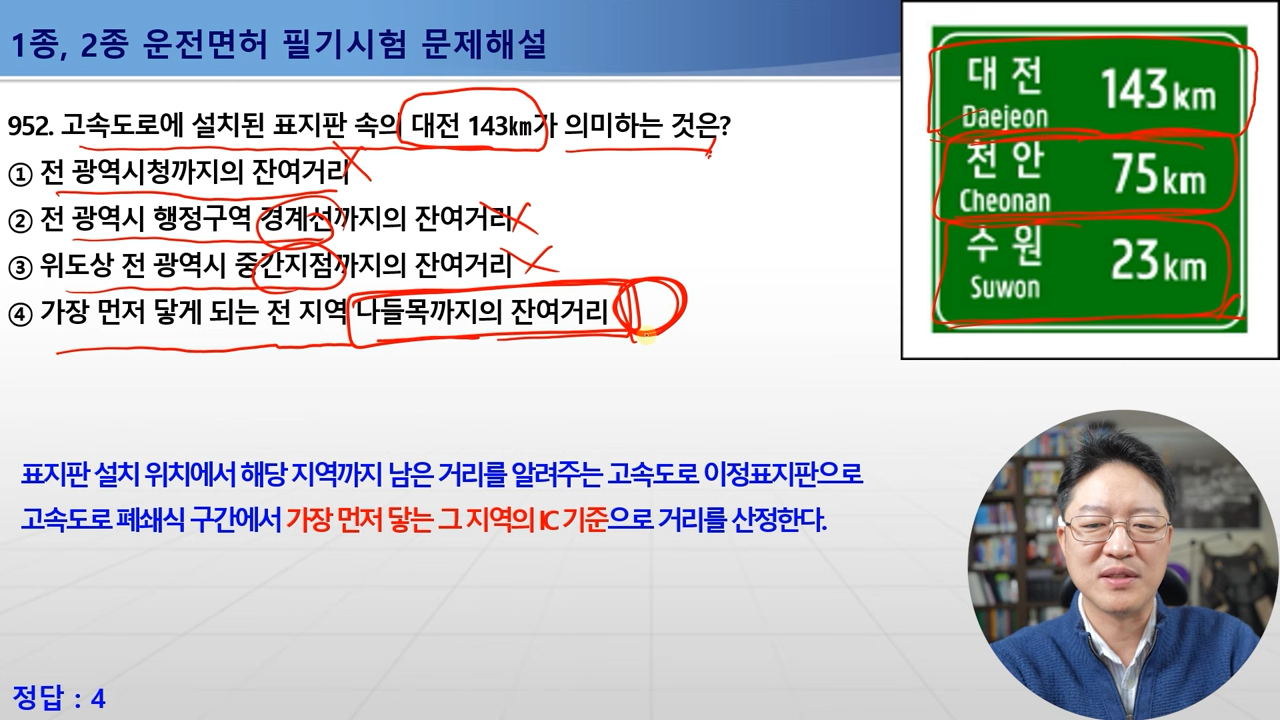 1종, 2종 운전면허 필기시험 문제해설
952. 고속도로에 설치된 표지판 속의 대전 143㎞가 의미하는 것은?
① 전 광역시청까지의 잔여거리
② 전 광역시 행정구역 경계선까지의 잔여거리
③ 위도상 전 광역시 중간지점까지의 잔여거리
④ 가장 먼저 닿게 되는 전 지역 나들목까지의 잔여거리
대전 143km
Daejeon
천안 75km
Cheonan
수원 23km
Suwon
표지판 설치 위치에서 해당 지역까지 남은 거리를 알려주는 고속도로 이정표지판으로
고속도로 폐쇄식 구간에서 가장 먼저 닿는 그 지역의 IC 기준으로 거리를 산정한다.
정답 : 4